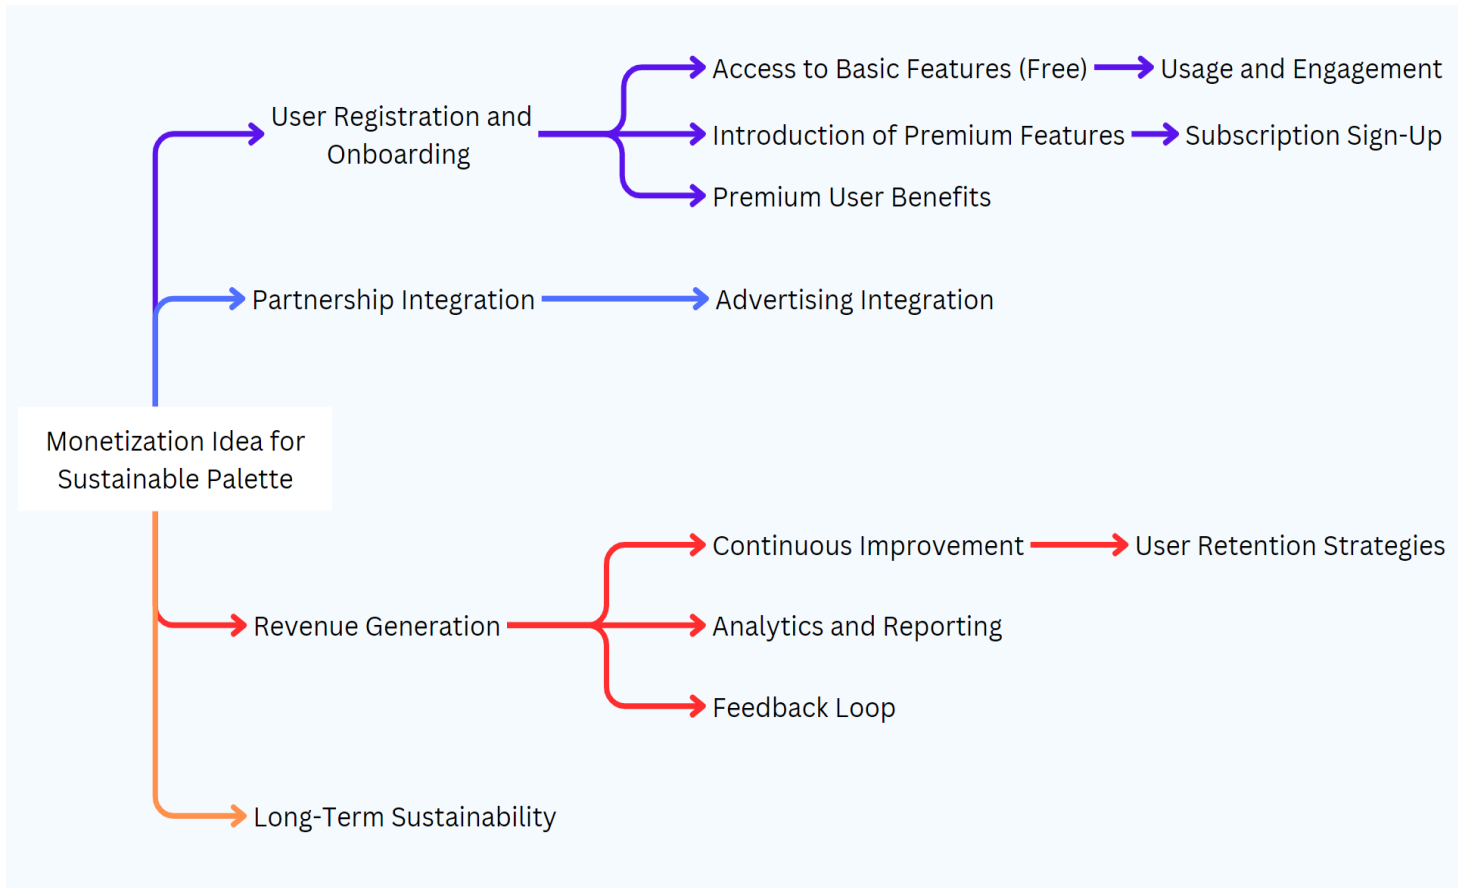 Access to Basic Features (Free)
Usage and Engagement
User Registration and
Onboarding
Introduction of Premium Features
Subscription Sign-Up
Premium User Benefits
Partnership Integration
Advertising Integration
Monetization Idea for
Sustainable Palette
Continuous Improvement
User Retention Strategies
Revenue Generation
Analytics and Reporting
Feedback Loop
Long-Term Sustainability